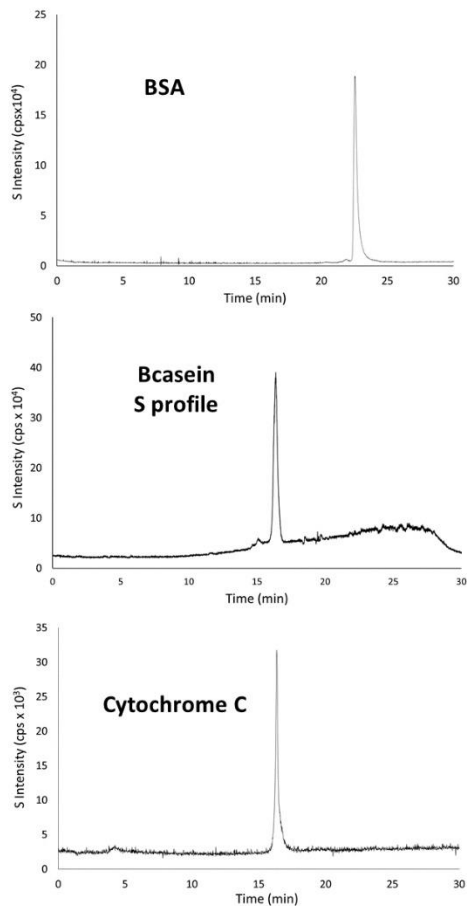 25
20
15
10
5
0
S Intensity (cpsx10⁴)
BSA
0 5 10 15 20 25 30
Time (min)
50
40
30
20
10
0
S Intensity (cps x 10⁴)
Bcasein
S profile
0 5 10 15 20 25 30
Time (min)
35
30
25
20
15
10
5
0
S Intensity (cps x 10³)
Cytochrome C
0 5 10 15 20 25 30
Time (min)